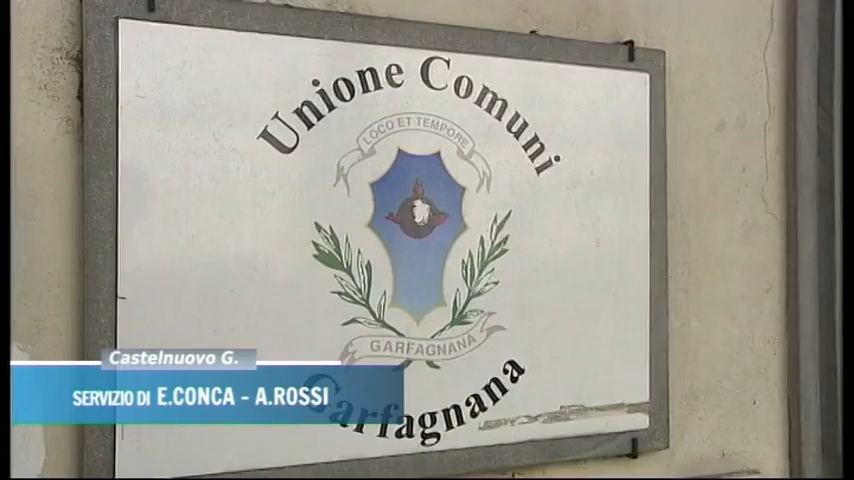 Unione Comuni
LOCO ET TEMPORE
GARFAGNANA
Garfagnana
Castelnuovo G.
SERVIZIO DI E.CONCA - A.ROSSI